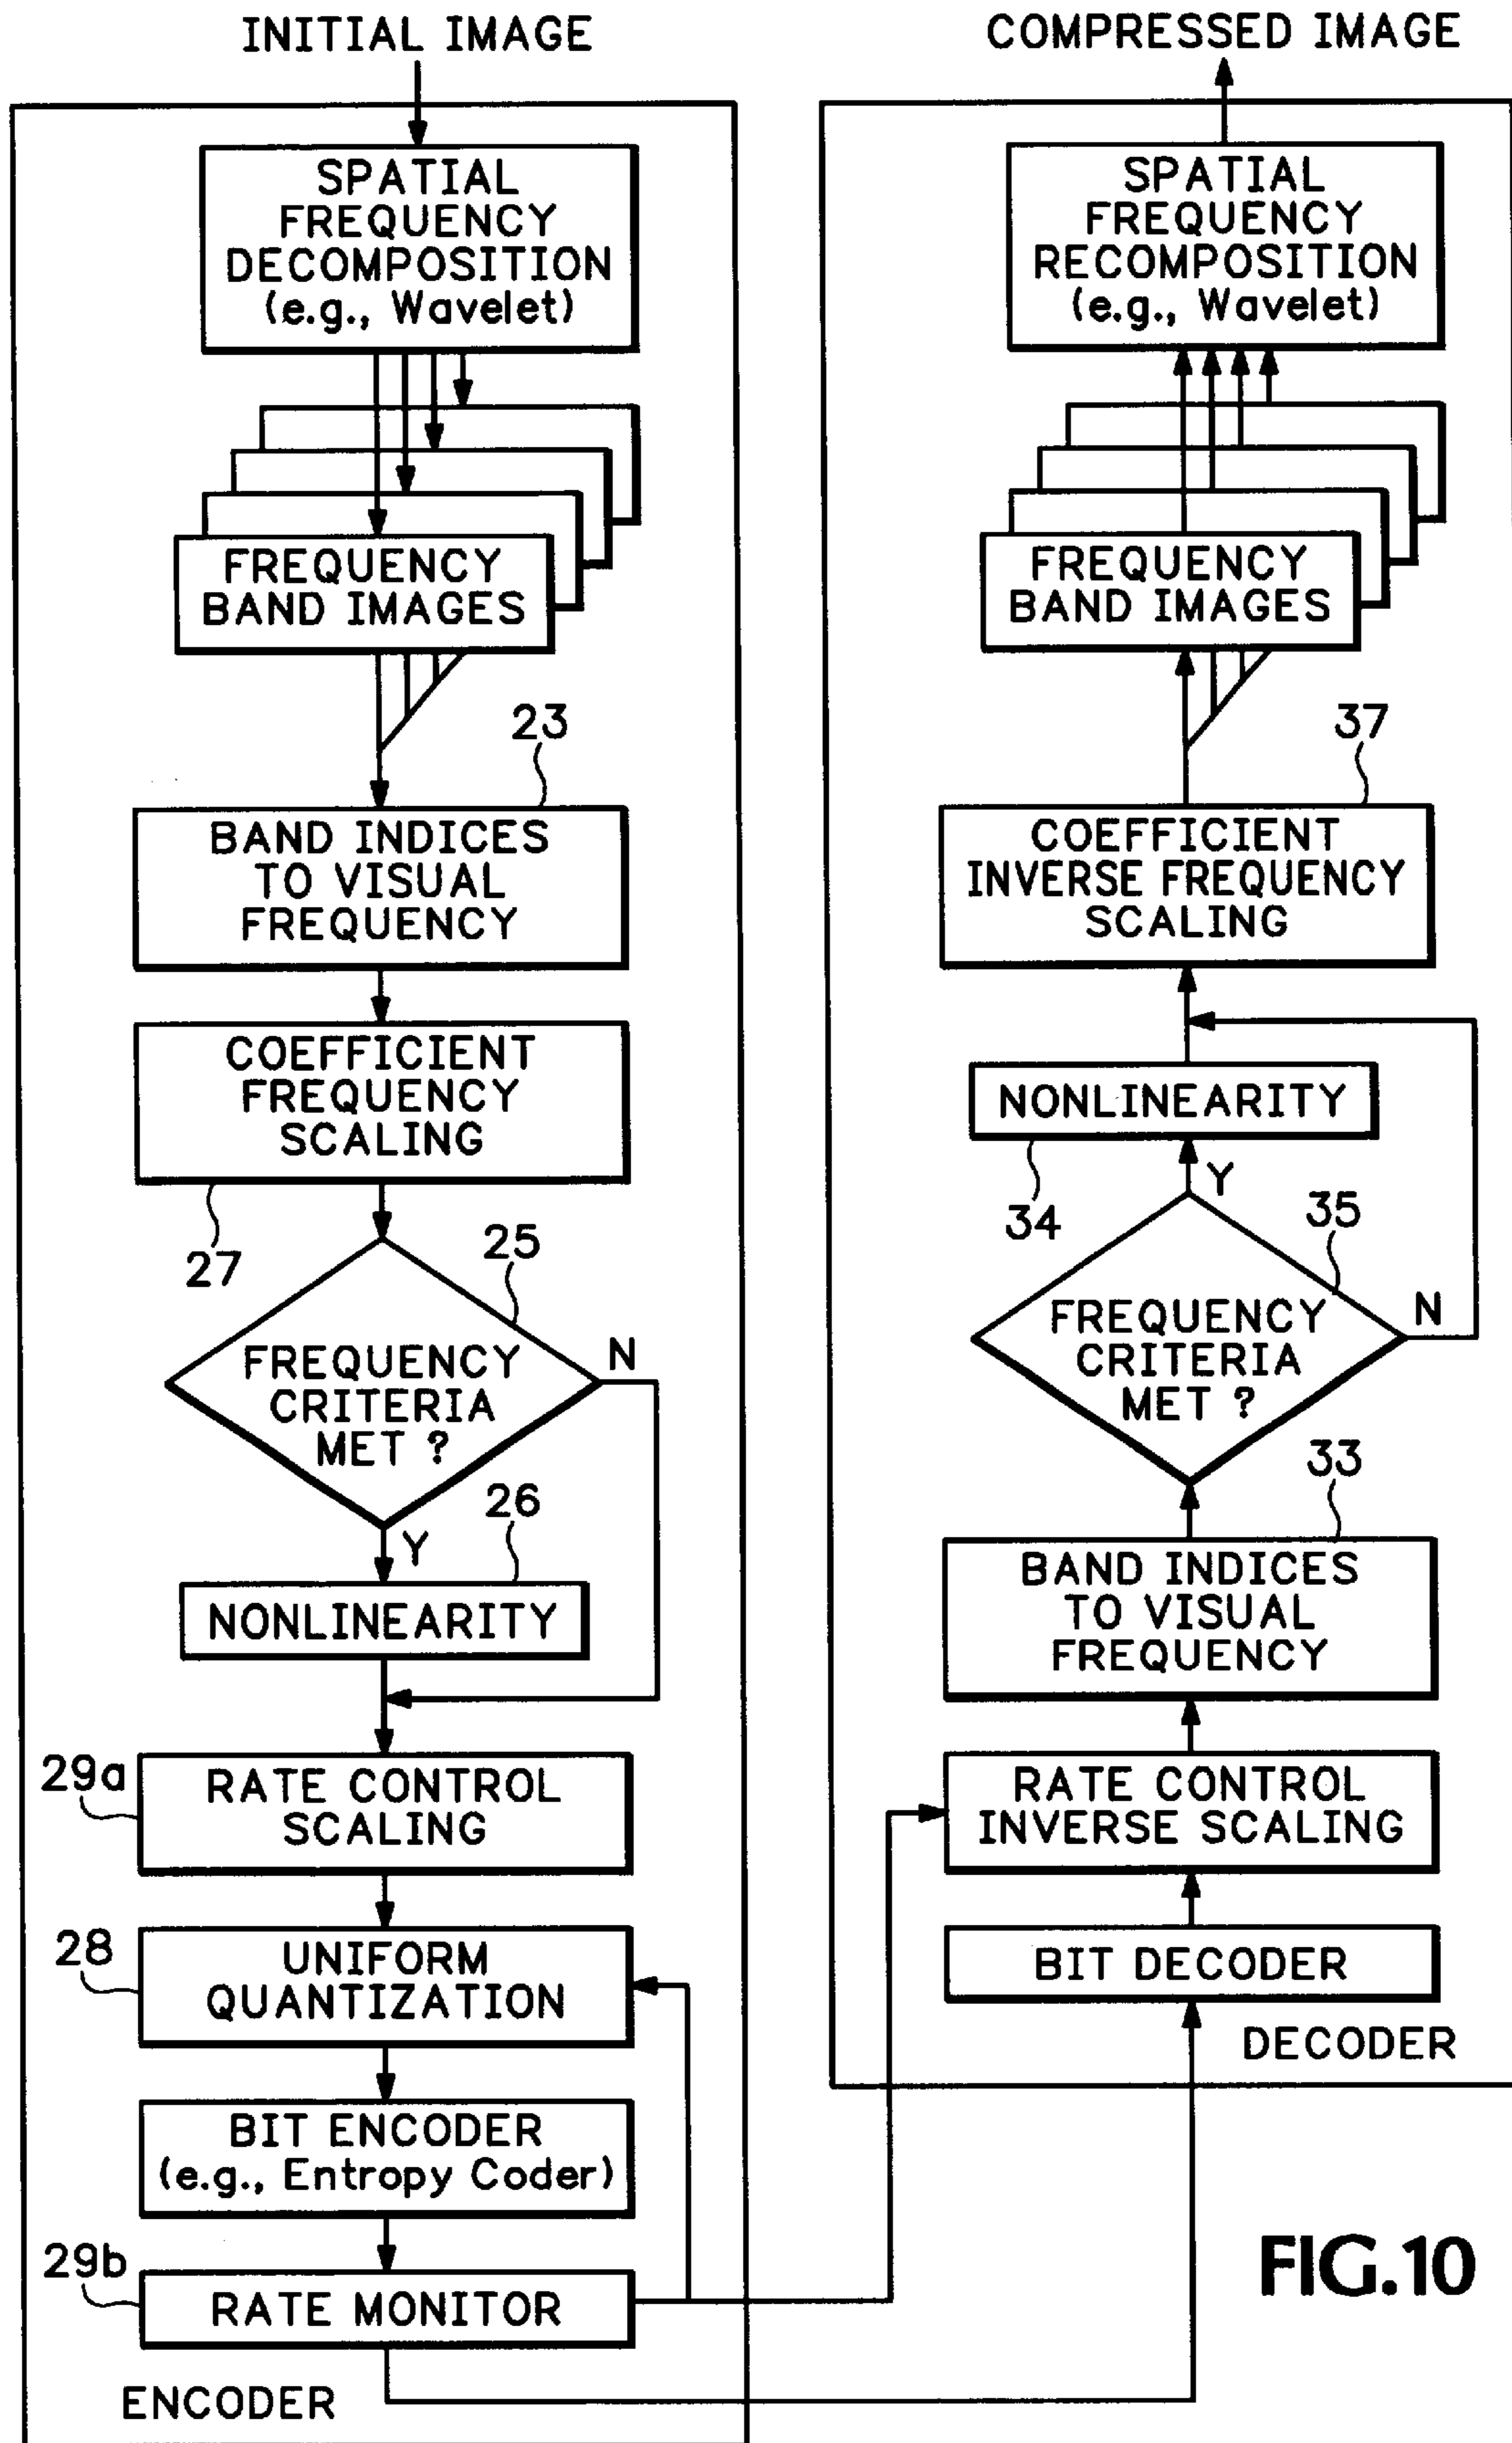 INITIAL IMAGE
SPATIAL
FREQUENCY
DECOMPOSITION
(e.g., Wavelet)
FREQUENCY
BAND IMAGES
23
BAND INDICES
TO VISUAL
FREQUENCY
COEFFICIENT
FREQUENCY
SCALING
27
25
FREQUENCY
CRITERIA
MET ?
N
Y
26
NONLINEARITY
29a
RATE CONTROL
SCALING
28
UNIFORM
QUANTIZATION
BIT ENCODER
(e.g., Entropy Coder)
29b
RATE MONITOR
ENCODER
COMPRESSED IMAGE
SPATIAL
FREQUENCY
RECOMPOSITION
(e.g., Wavelet)
FREQUENCY
BAND IMAGES
37
COEFFICIENT
INVERSE FREQUENCY
SCALING
NONLINEARITY
34
Y
35
FREQUENCY
CRITERIA
MET ?
N
33
BAND INDICES
TO VISUAL
FREQUENCY
RATE CONTROL
INVERSE SCALING
BIT DECODER
DECODER
FIG.10